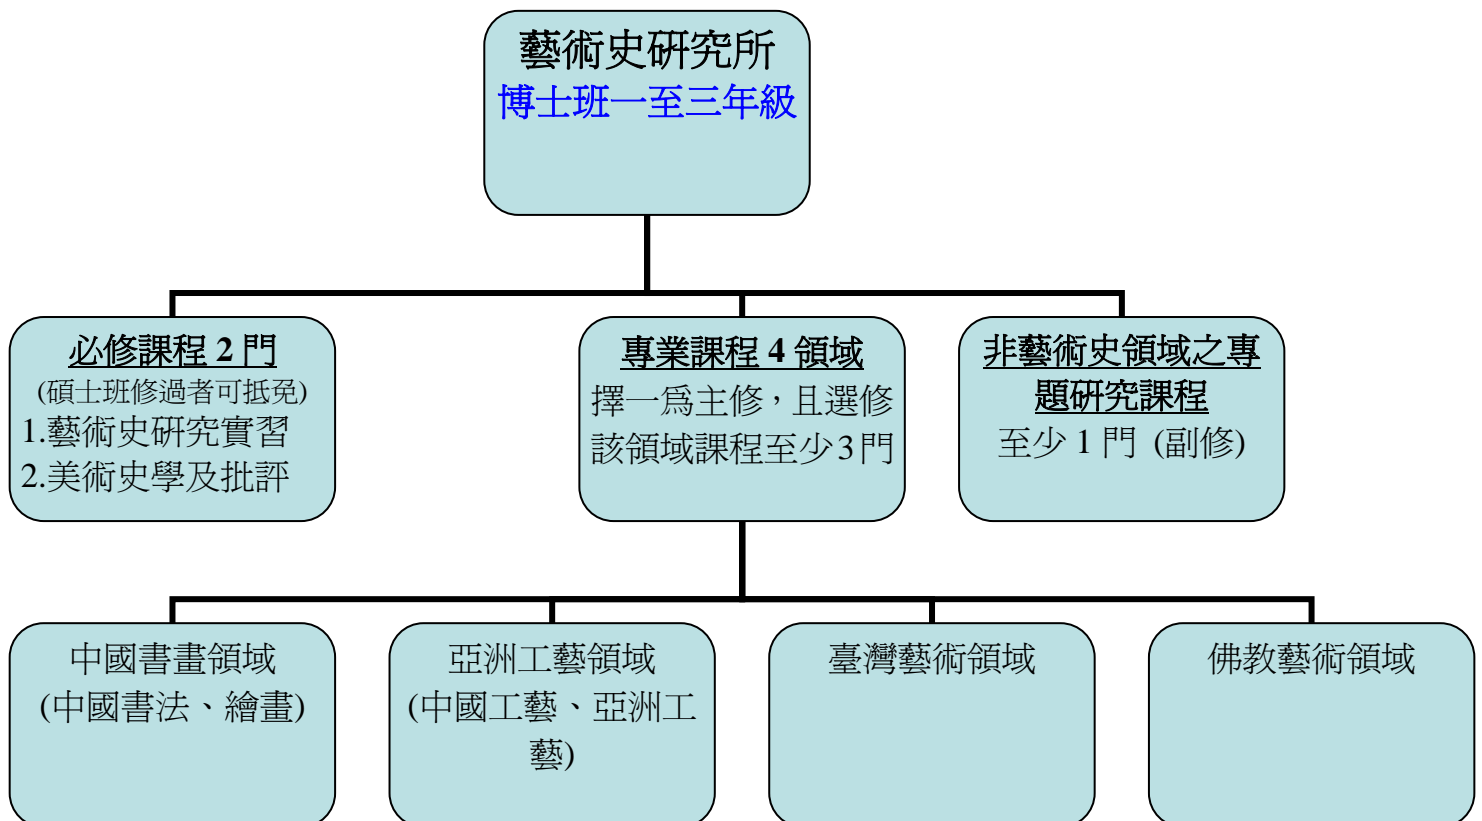 藝術史研究所
博士班一至三年級
必修課程 2 門
(碩士班修過者可抵免)
1.藝術史研究實習
2.美術史學及批評
專業課程 4 領域
擇一為主修，且選修
該領域課程至少 3 門
非藝術史領域之專
題研究課程
至少 1 門 (副修)
中國書畫領域
(中國書法、繪畫)
亞洲工藝領域
(中國工藝、亞洲工
藝)
臺灣藝術領域
佛教藝術領域